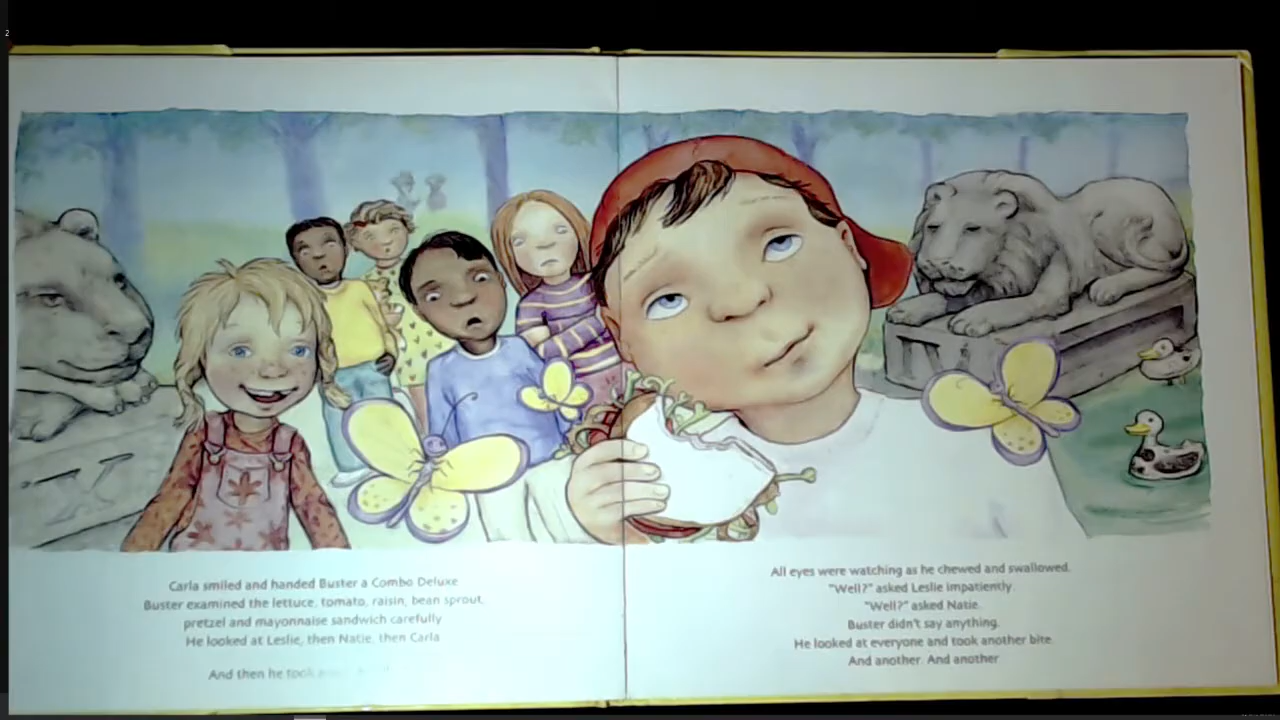 2
Carla smiled and handed Buster a Combo Deluxe
Buster examined the lettuce, tomato, raisin, bean sprout,
pretzel and mayonnaise sandwich carefully
He looked at Leslie, then Natie, then Carla
And then he took
All eyes were watching as he chewed and swallowed.
"Well?" asked Leslie impatiently.
"Well?" asked Natie.
Buster didn't say anything.
He looked at everyone and took another bite
And another. And another